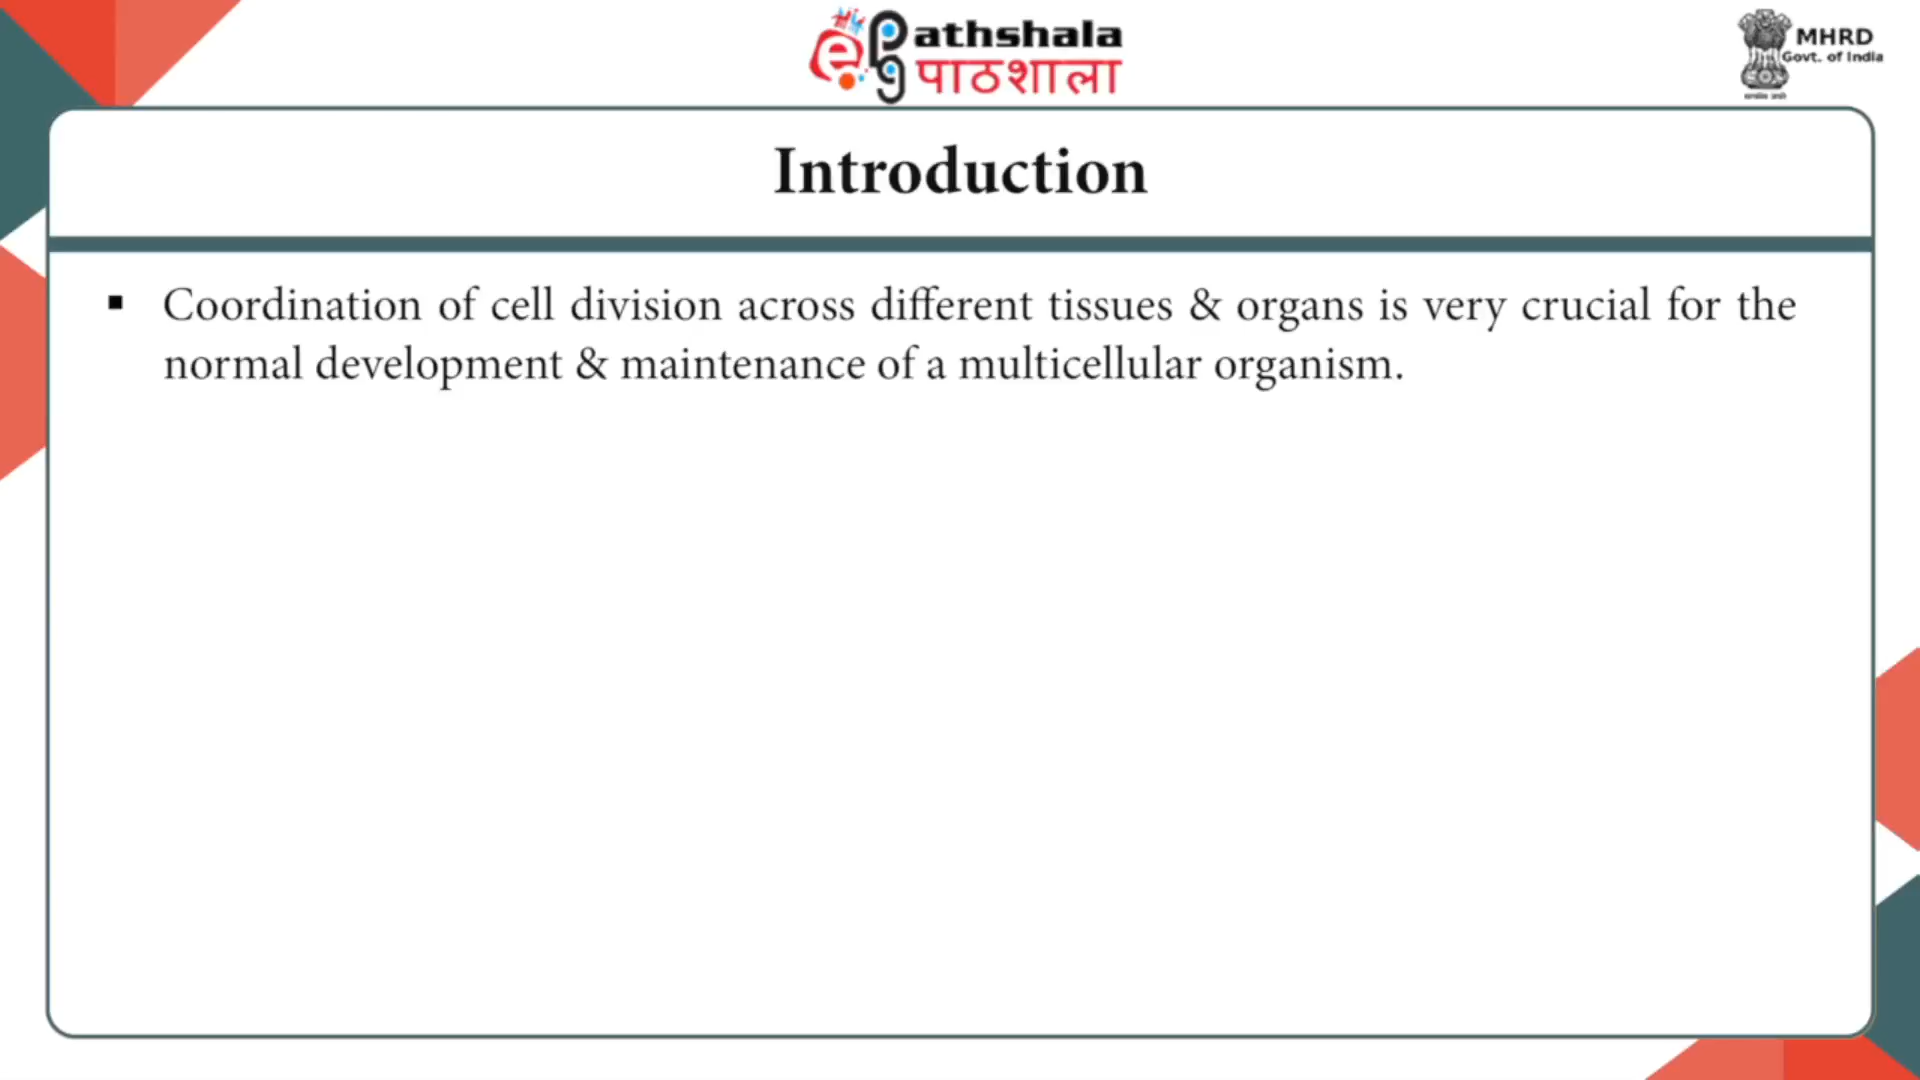 ePathshala
पाठशाला
MHRD
Govt. of India
Introduction
▪ Coordination of cell division across different tissues & organs is very crucial for the
normal development & maintenance of a multicellular organism.